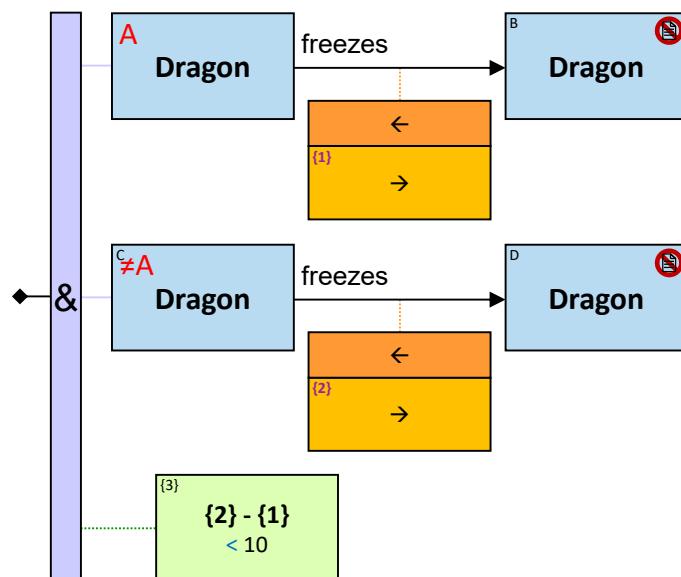 A
Dragon
freezes
B
Dragon
←
{1}
→
&
C
≠A
Dragon
freezes
D
Dragon
←
{2}
→
{3}
{2} - {1}
< 10